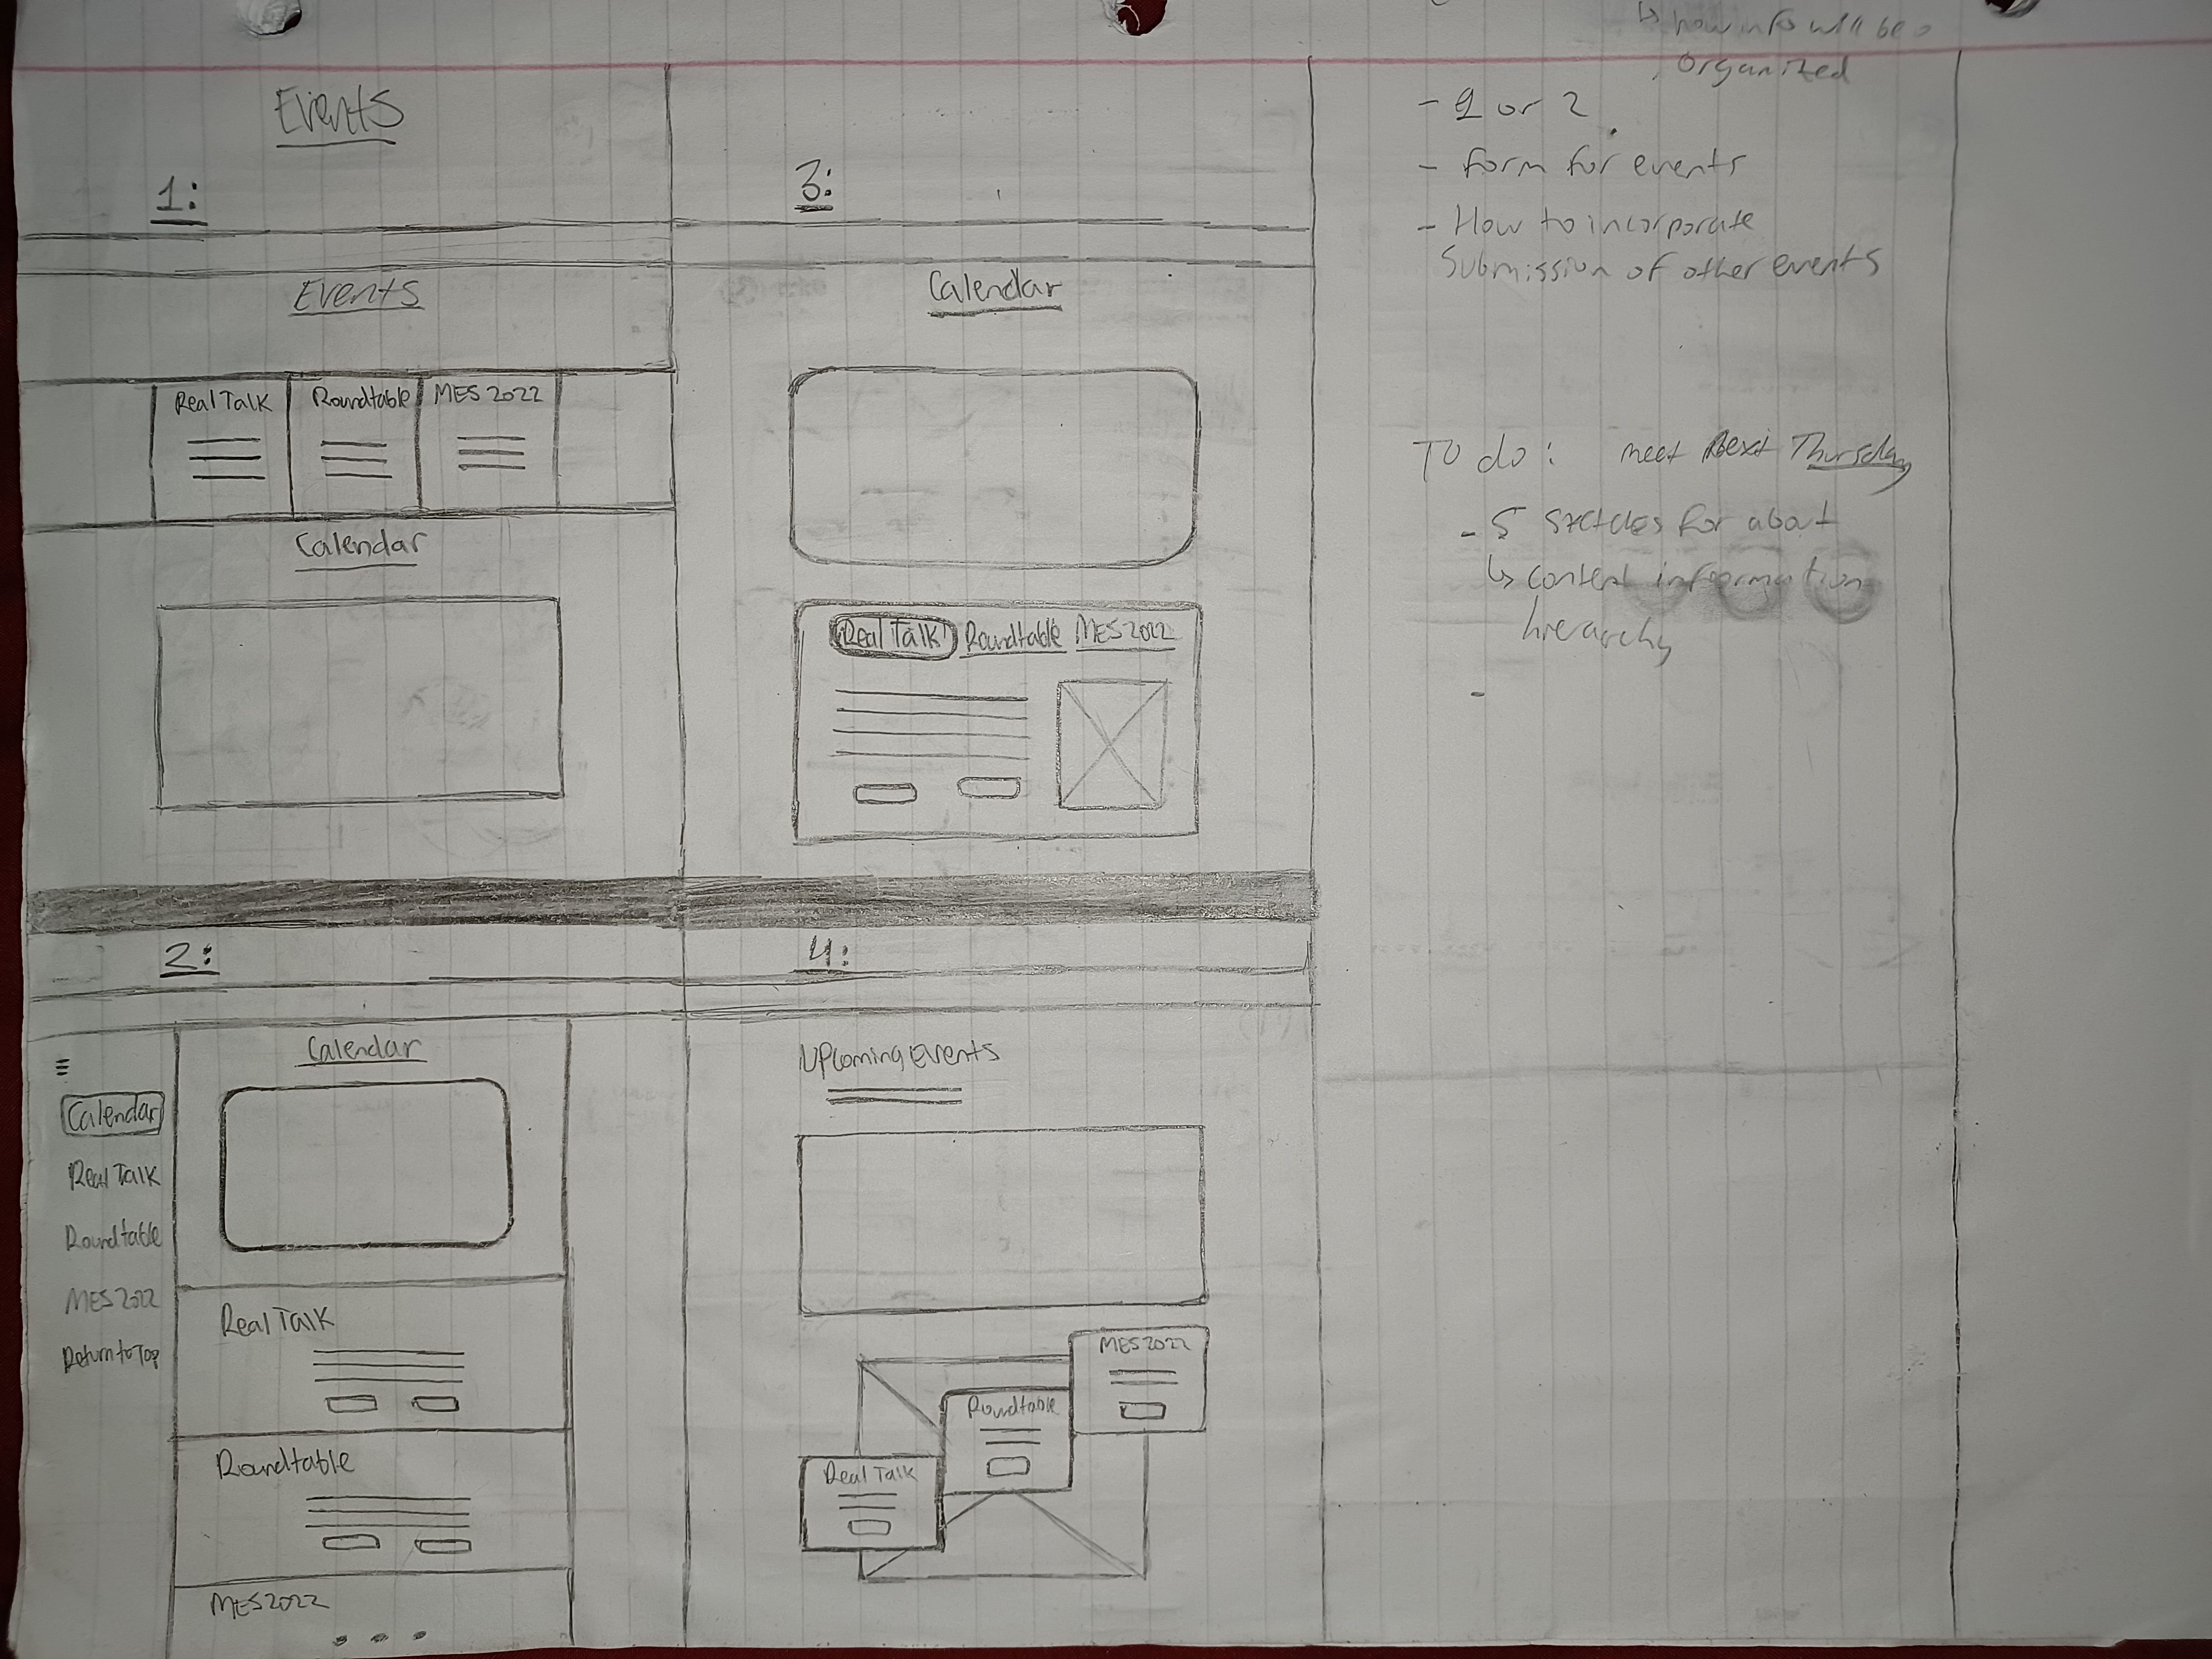 Events
1:
Events
Real Talk
Roundtable
MES 2022
Calendar
2:
Calendar
Calendar
Real Talk
Roundtable
MES 2022
Return to Top
Real Talk
Roundtable
MES 2022
3:
Calendar
Real Talk
Roundtable
MES 2022
4:
Upcoming Events
MES 2022
Roundtable
Real Talk
↳ how info will be
organized
- 1 or 2
- form for events
- How to incorporate
submission of other events
TO do: meet Next Thursday
- 5 for about
↳ content information
hierarchy
-